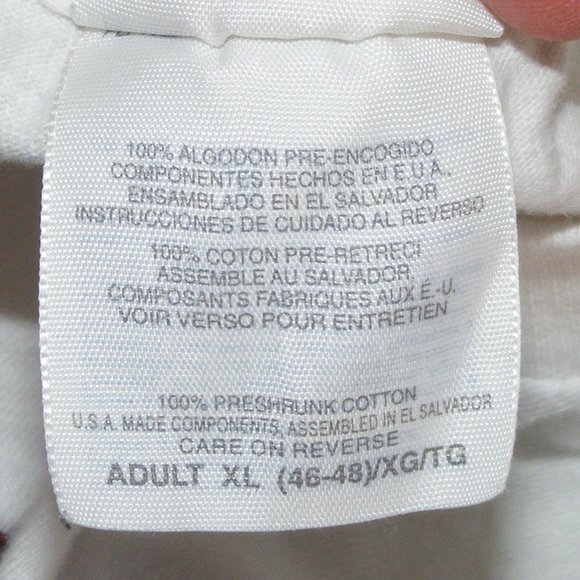 100% ALGODON PRE-ENCOGIDO
COMPONENTES HECHOS EN E.U.A.
ENSAMBLADO EN EL SALVADOR
INSTRUCCIONES DE CUIDADO AL REVERSO
100% COTON PRE-RETRECI
ASSEMBLE AU SALVADOR
COMPOSANTS FABRIQUES AUX É.-U.
VOIR VERSO POUR ENTRETIEN
100% PRESHRUNK COTTON
U.S.A. MADE COMPONENTS, ASSEMBLED IN EL SALVADOR
CARE ON REVERSE
ADULT XL (46-48)/XG/TG